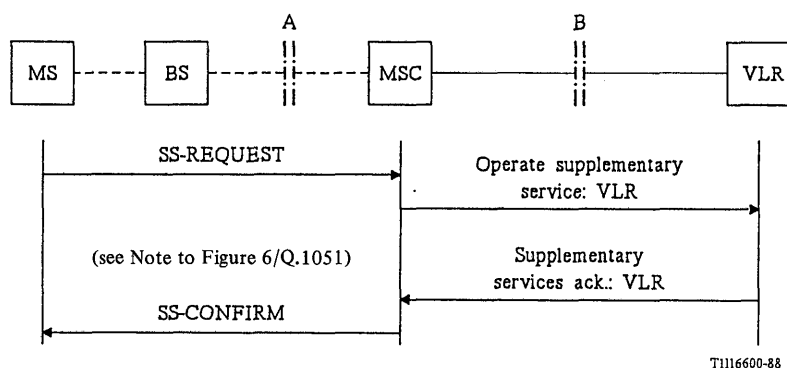 A
B
MS
BS
MSC
VLR
SS-REQUEST
Operate supplementary
service: VLR
(see Note to Figure 6/Q.1051)
Supplementary
services ack.: VLR
SS-CONFIRM
T1116600-88